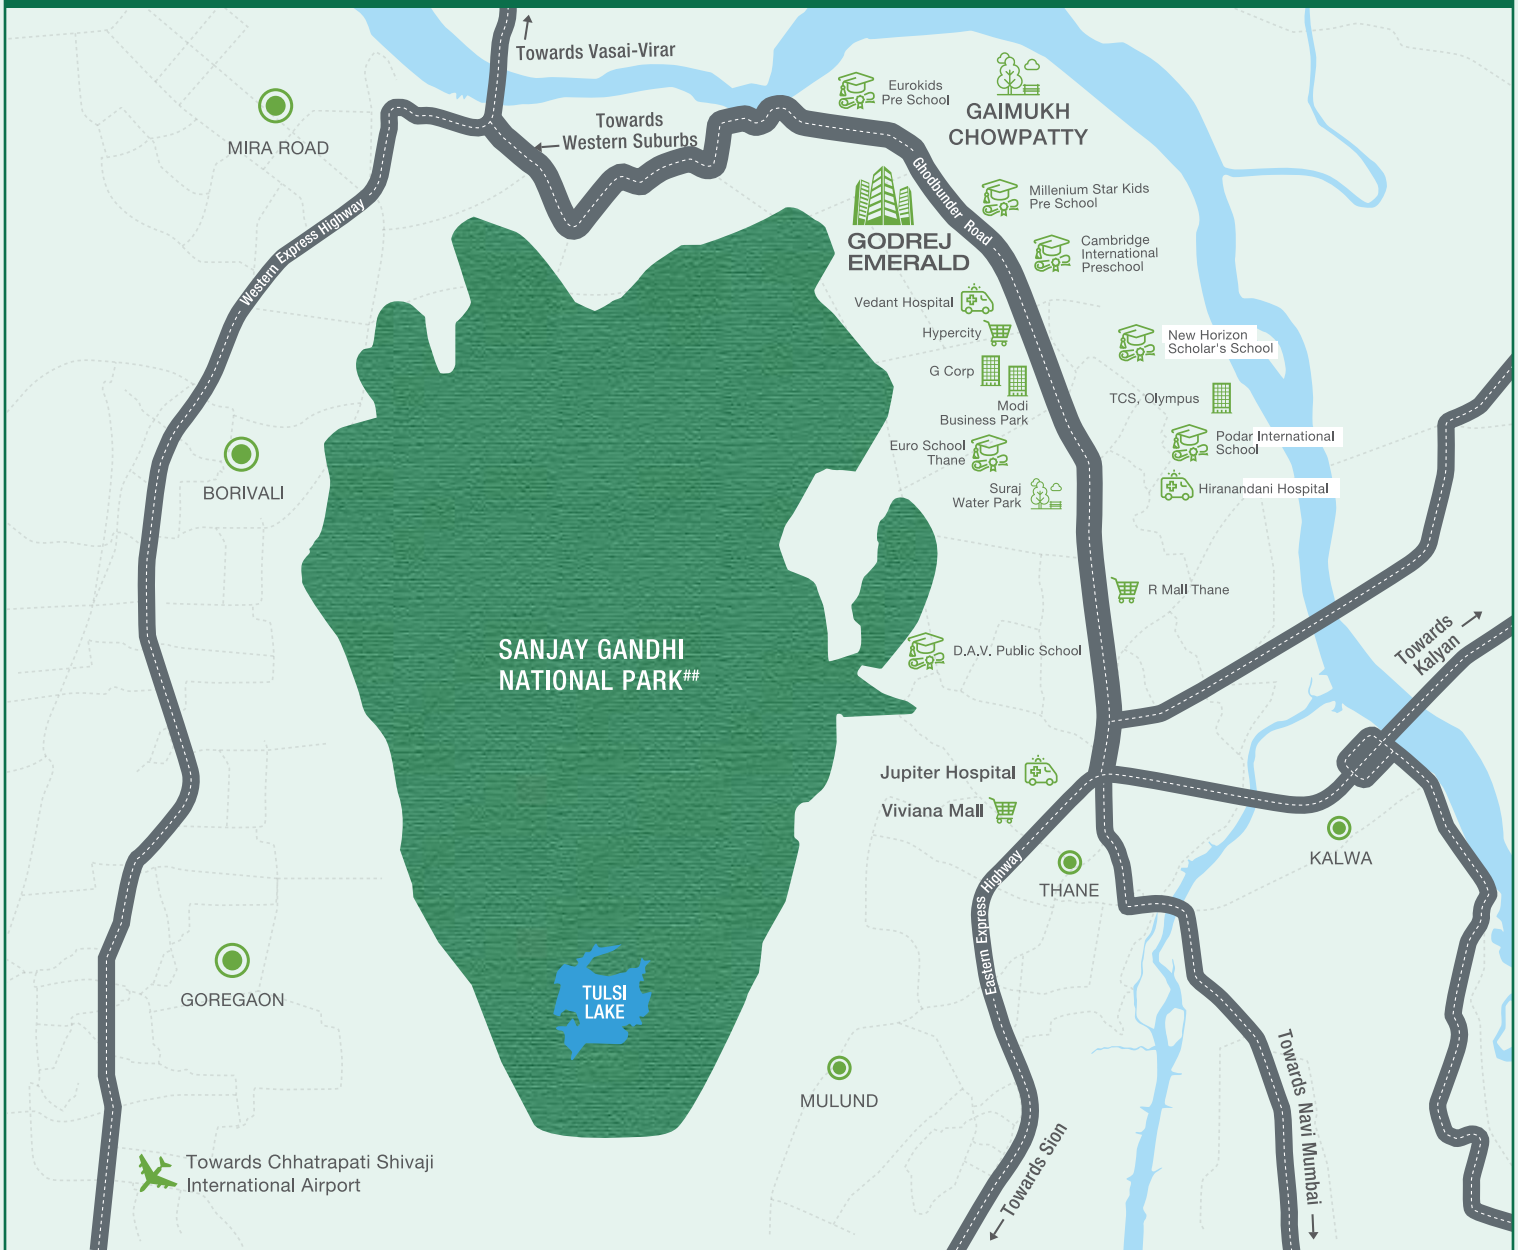 Towards Vasai-Virar
Eurokids
Pre School
GAIMUKH
CHOWPATTY
MIRA ROAD
Towards
Western Suburbs
Ghodbunder Road
Millenium Star Kids
Pre School
Western Express Highway
GODREJ
EMERALD
Cambridge
International
Preschool
Vedant Hospital
Hypercity
New Horizon
Scholar's School
G Corp
Modi
Business Park
TCS, Olympus
Euro School
Thane
Podar International
School
BORIVALI
Suraj
Water Park
Hiranandani Hospital
R Mall Thane
SANJAY GANDHI
NATIONAL PARK##
D.A.V. Public School
Towards
Kalyan
Jupiter Hospital
Viviana Mall
KALWA
THANE
Eastern Express Highway
GOREGAON
TULSI
LAKE
MULUND
Towards Navi Mumbai
Towards Sion
Towards Chhatrapati Shivaji
International Airport